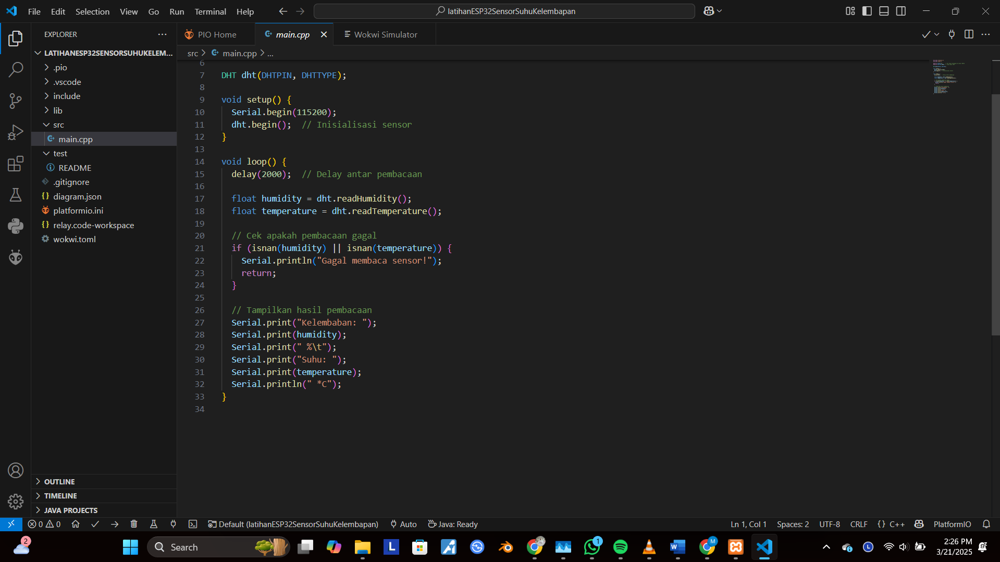 File Edit Selection View Go Run Terminal Help
latihanESP32SensorSuhuKelembapan
EXPLORER
LATIHANESP32SENSORSUHUKELEM...
.pio
.vscode
include
lib
src
main.cpp
test
README
.gitignore
diagram.json
platformio.ini
relay.code-workspace
wokwi.toml
OUTLINE
TIMELINE
JAVA PROJECTS
PIO Home main.cpp Wokwi Simulator
src > main.cpp > ...
6
7 DHT dht(DHTPIN, DHTTYPE);
8
9 void setup() {
10 Serial.begin(115200);
11 dht.begin();  // Inisialisasi sensor
12 }
13
14 void loop() {
15 delay(2000);  // Delay antar pembacaan
16
17 float humidity = dht.readHumidity();
18 float temperature = dht.readTemperature();
19
20 // Cek apakah pembacaan gagal
21 if (isnan(humidity) || isnan(temperature)) {
22 Serial.println("Gagal membaca sensor!");
23 return;
24 }
25
26 // Tampilkan hasil pembacaan
27 Serial.print("Kelembaban: ");
28 Serial.print(humidity);
29 Serial.print(" %\t");
30 Serial.print("Suhu: ");
31 Serial.print(temperature);
32 Serial.println(" *C");
33 }
34
0 0 Default (latihanESP32SensorSuhuKelembapan) Auto Java: Ready Ln 1, Col 1 Spaces: 2 UTF-8 CRLF {} C++ PlatformIO
2 Search L 1 W M L 2:26 PM
3/21/2025